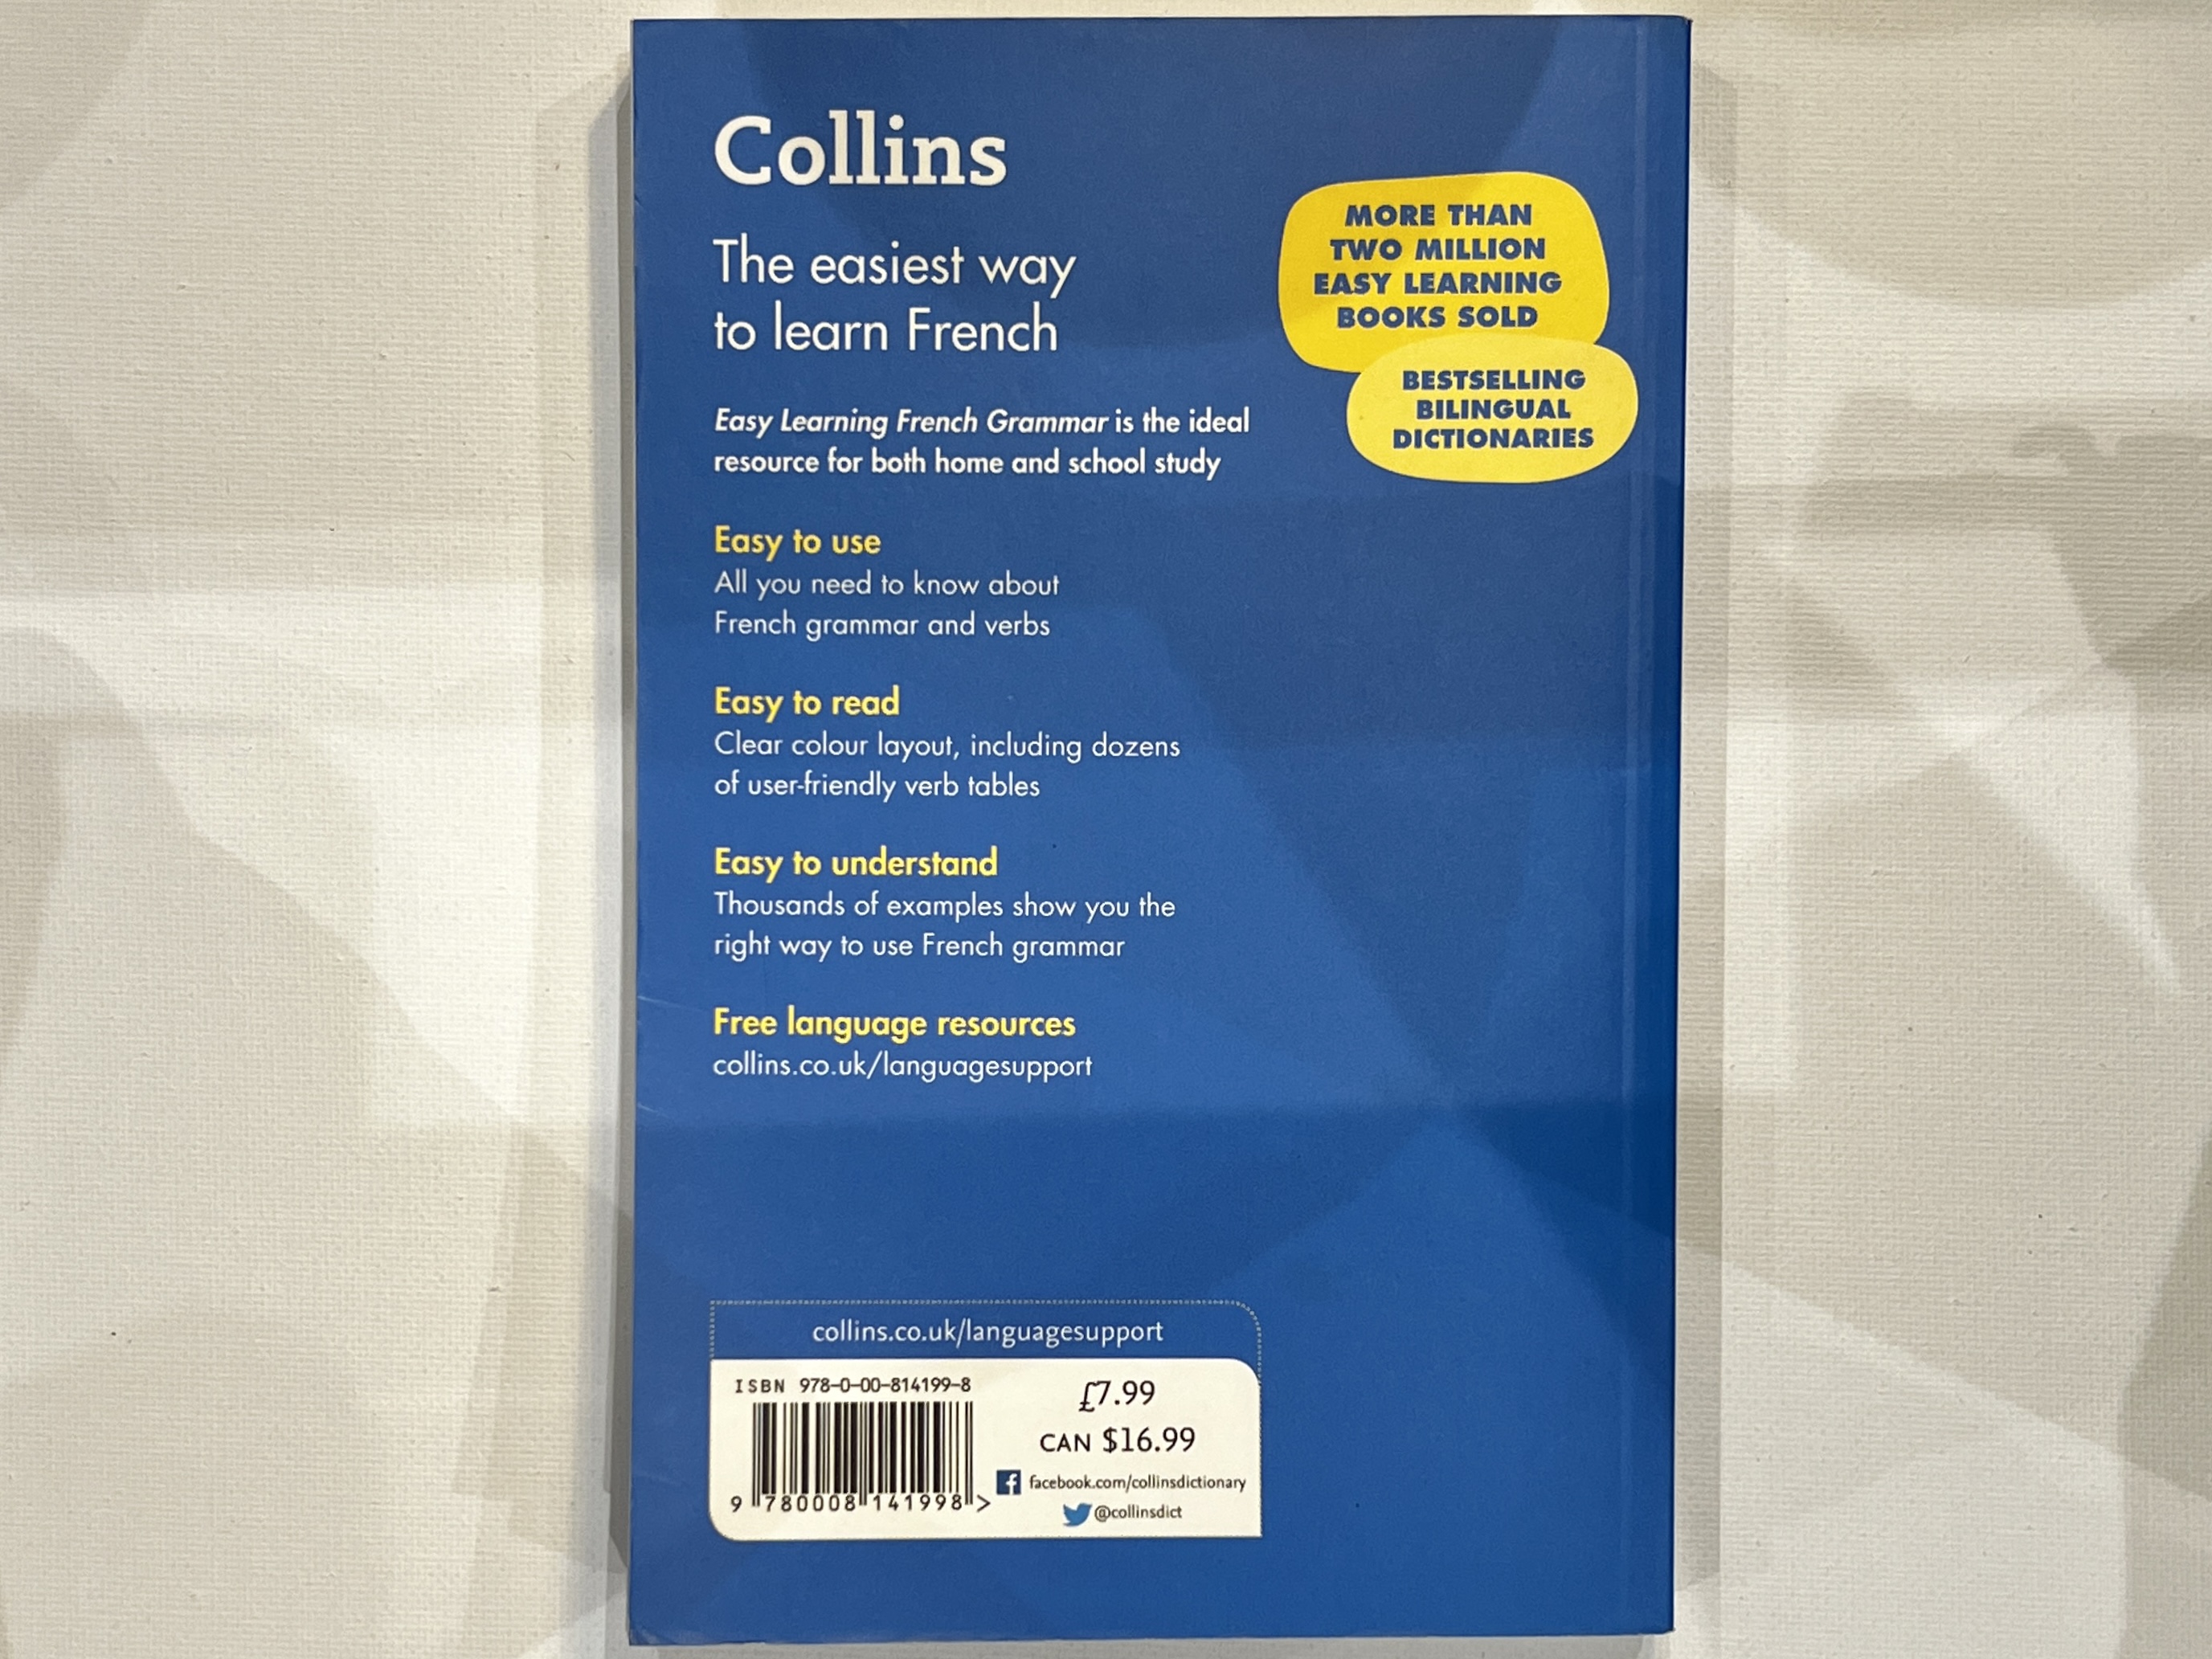 Collins
The easiest way
to learn French
MORE THAN
TWO MILLION
EASY LEARNING
BOOKS SOLD
BESTSELLING
BILINGUAL
DICTIONARIES
Easy Learning French Grammar is the ideal
resource for both home and school study
Easy to use
All you need to know about
French grammar and verbs
Easy to read
Clear colour layout, including dozens
of user-friendly verb tables
Easy to understand
Thousands of examples show you the
right way to use French grammar
Free language resources
collins.co.uk/languagesupport
collins.co.uk/languagesupport
ISBN 978-0-00-814199-8
9 780008 141998 >
£7.99
CAN $16.99
facebook.com/collinsdictionary
@collinsdict